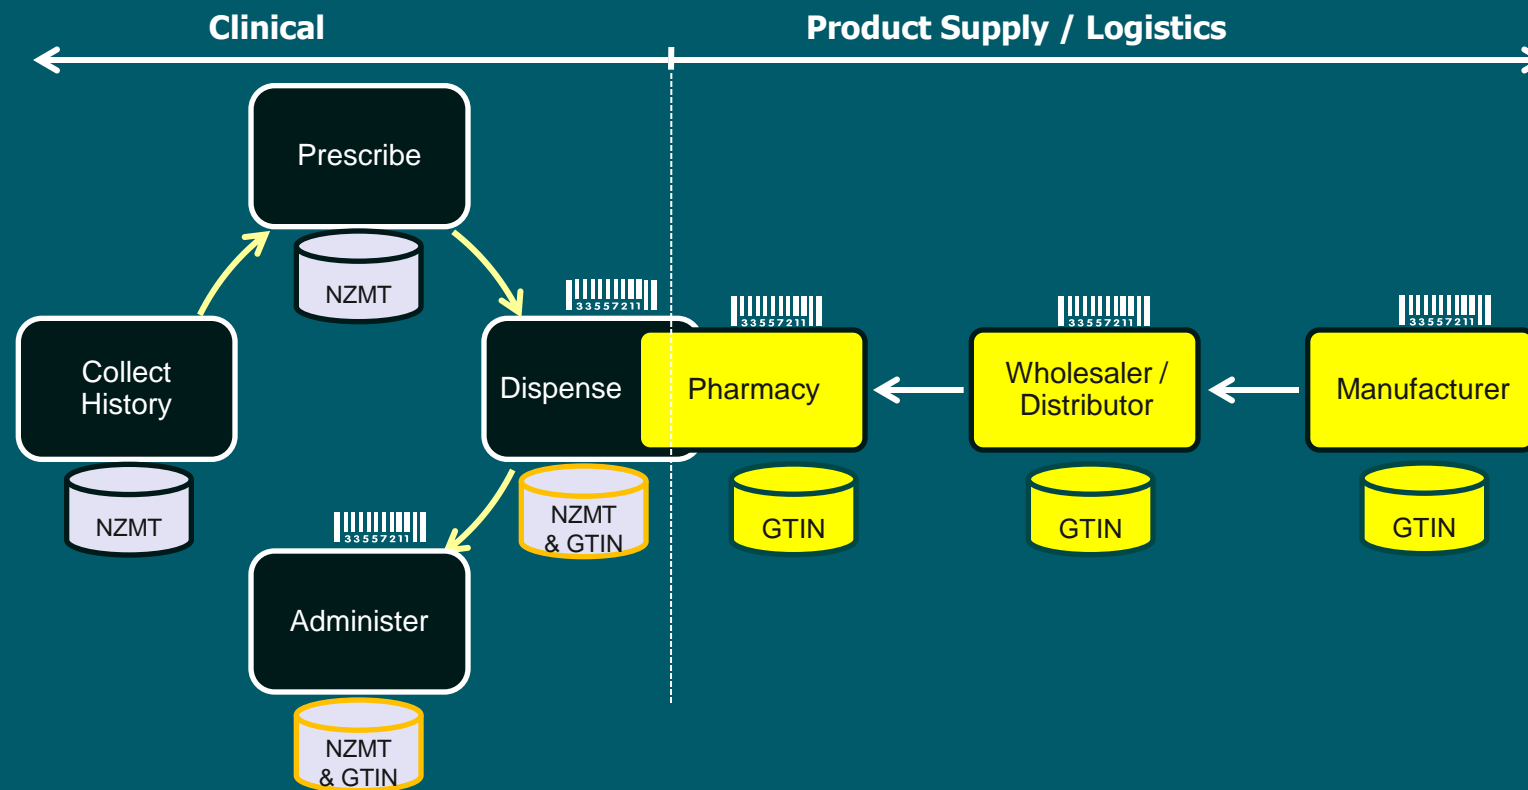 Clinical
Product Supply / Logistics
Prescribe
NZMT
33557211
33557211
33557211
33557211
Collect
History
Dispense
Pharmacy
Wholesaler /
Distributor
Manufacturer
NZMT
NZMT
& GTIN
GTIN
GTIN
GTIN
33557211
Administer
NZMT
& GTIN